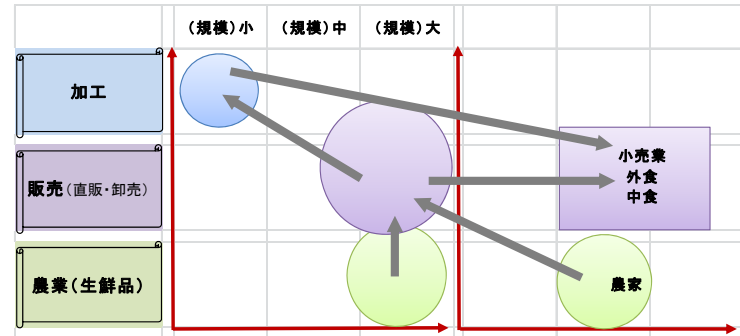 (規模)小 (規模)中 (規模)大
加工
小売業
外食
中食
販売(直販・卸売)
農業(生鮮品)
農家